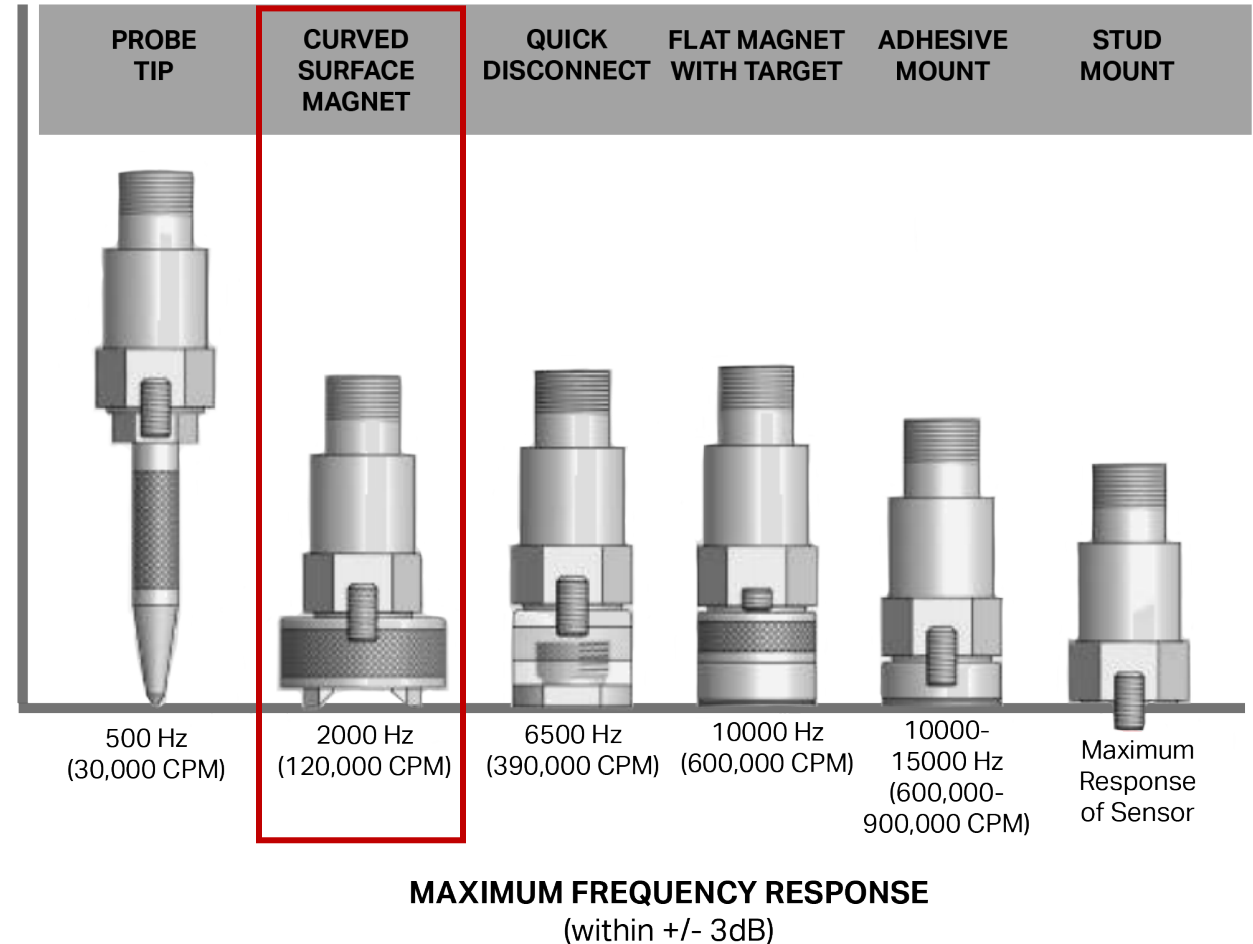 PROBE
TIP
CURVED
SURFACE
MAGNET
QUICK
DISCONNECT
FLAT MAGNET
WITH TARGET
ADHESIVE
MOUNT
STUD
MOUNT
500 Hz
(30,000 CPM)
2000 Hz
(120,000 CPM)
6500 Hz
(390,000 CPM)
10000 Hz
(600,000 CPM)
10000-
15000 Hz
(600,000-
900,000 CPM)
Maximum
Response
of Sensor
MAXIMUM FREQUENCY RESPONSE
(within +/- 3dB)